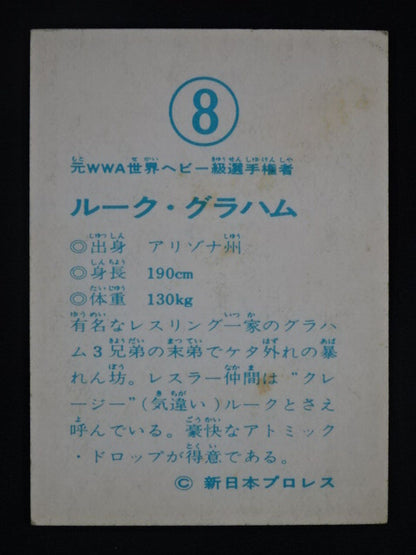 8
元WWA世界ヘビー級選手権者
ルーク・グラハム
◎出身 アリゾナ州
◎身長 190cm
◎体重 130kg
有名なレスリング一家のグラハ
ム3兄弟の末弟でケタ外れの暴
れん坊。レスラー仲間は“クレ
ージー”(気違い)ルークとさえ
呼んでいる。豪快なアトミック
・ドロップが得意である。
© 新日本プロレス